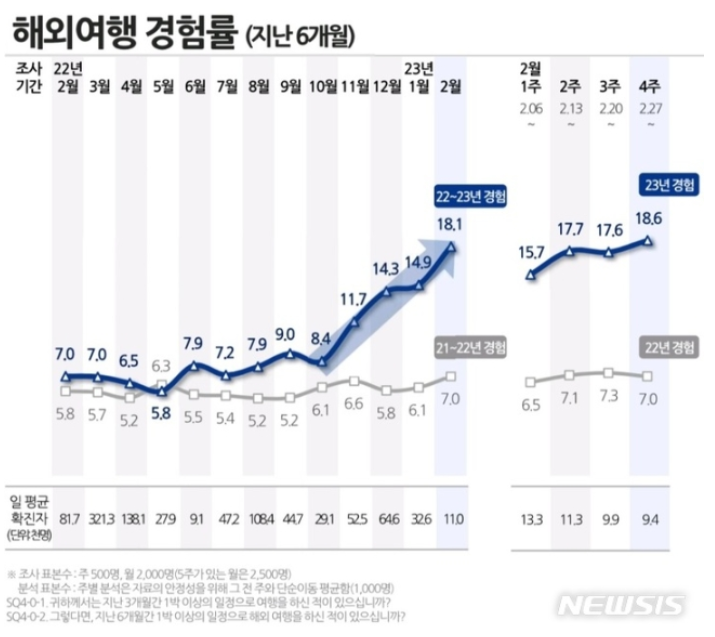 해외여행 경험률 (지난 6개월)
조사 기간
22년 2월 3월 4월 5월 6월 7월 8월 9월 10월 11월 12월 23년 1월 2월
2월 1주 2주 3주 4주
2.06 ~ 2.13 ~ 2.20 ~ 2.27 ~
22~23년 경험
23년 경험
7.0 7.0 6.5 5.8 7.9 7.2 7.9 9.0 8.4 11.7 14.3 14.9 18.1
15.7 17.7 17.6 18.6
21~22년 경험
22년 경험
5.8 5.7 5.2 6.3 5.5 5.4 5.2 5.2 6.1 6.6 5.8 6.1 7.0
6.5 7.1 7.3 7.0
일 평균
확진자
(단위:천명)
81.7 321.3 138.1 27.9 9.1 47.2 108.4 44.7 29.1 52.5 64.6 32.6 11.0
13.3 11.3 9.9 9.4
※ 조사 표본수 : 주 500명, 월 2,000명(5주가 있는 월은 2,500명)
분석 표본수 : 주별 분석은 자료의 안정성을 위해 그 전 주와 단순이동 평균함(1,000명)
SQ4-0-1. 귀하께서는 지난 3개월간 1박 이상의 일정으로 여행을 하신 적이 있으십니까?
SQ4-0-2. 그렇다면, 지난 6개월간 1박 이상의 일정으로 해외 여행을 하신 적이 있으십니까?
NEWSIS